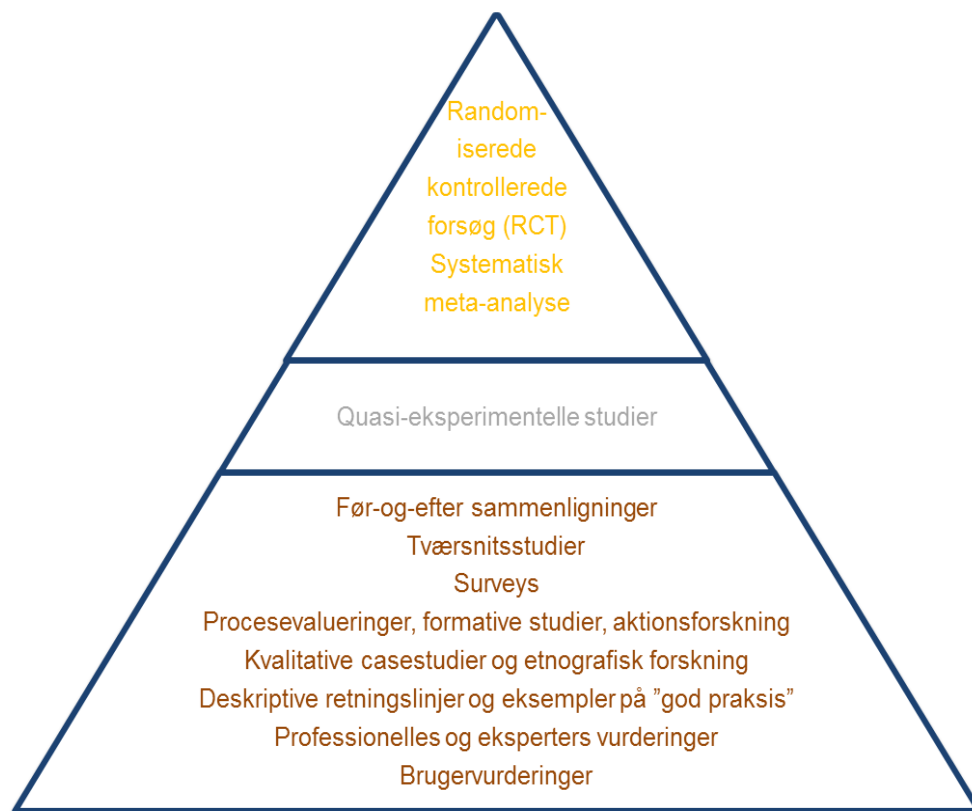 Random-
iserede
kontrollerede
forsøg (RCT)
Systematisk
meta-analyse
Quasi-eksperimentelle studier
Før-og-efter sammenligninger
Tværsnitsstudier
Surveys
Procesevalueringer, formative studier, aktionsforskning
Kvalitative casestudier og etnografisk forskning
Deskriptive retningslinjer og eksempler på ”god praksis”
Professionelles og eksperters vurderinger
Brugervurderinger